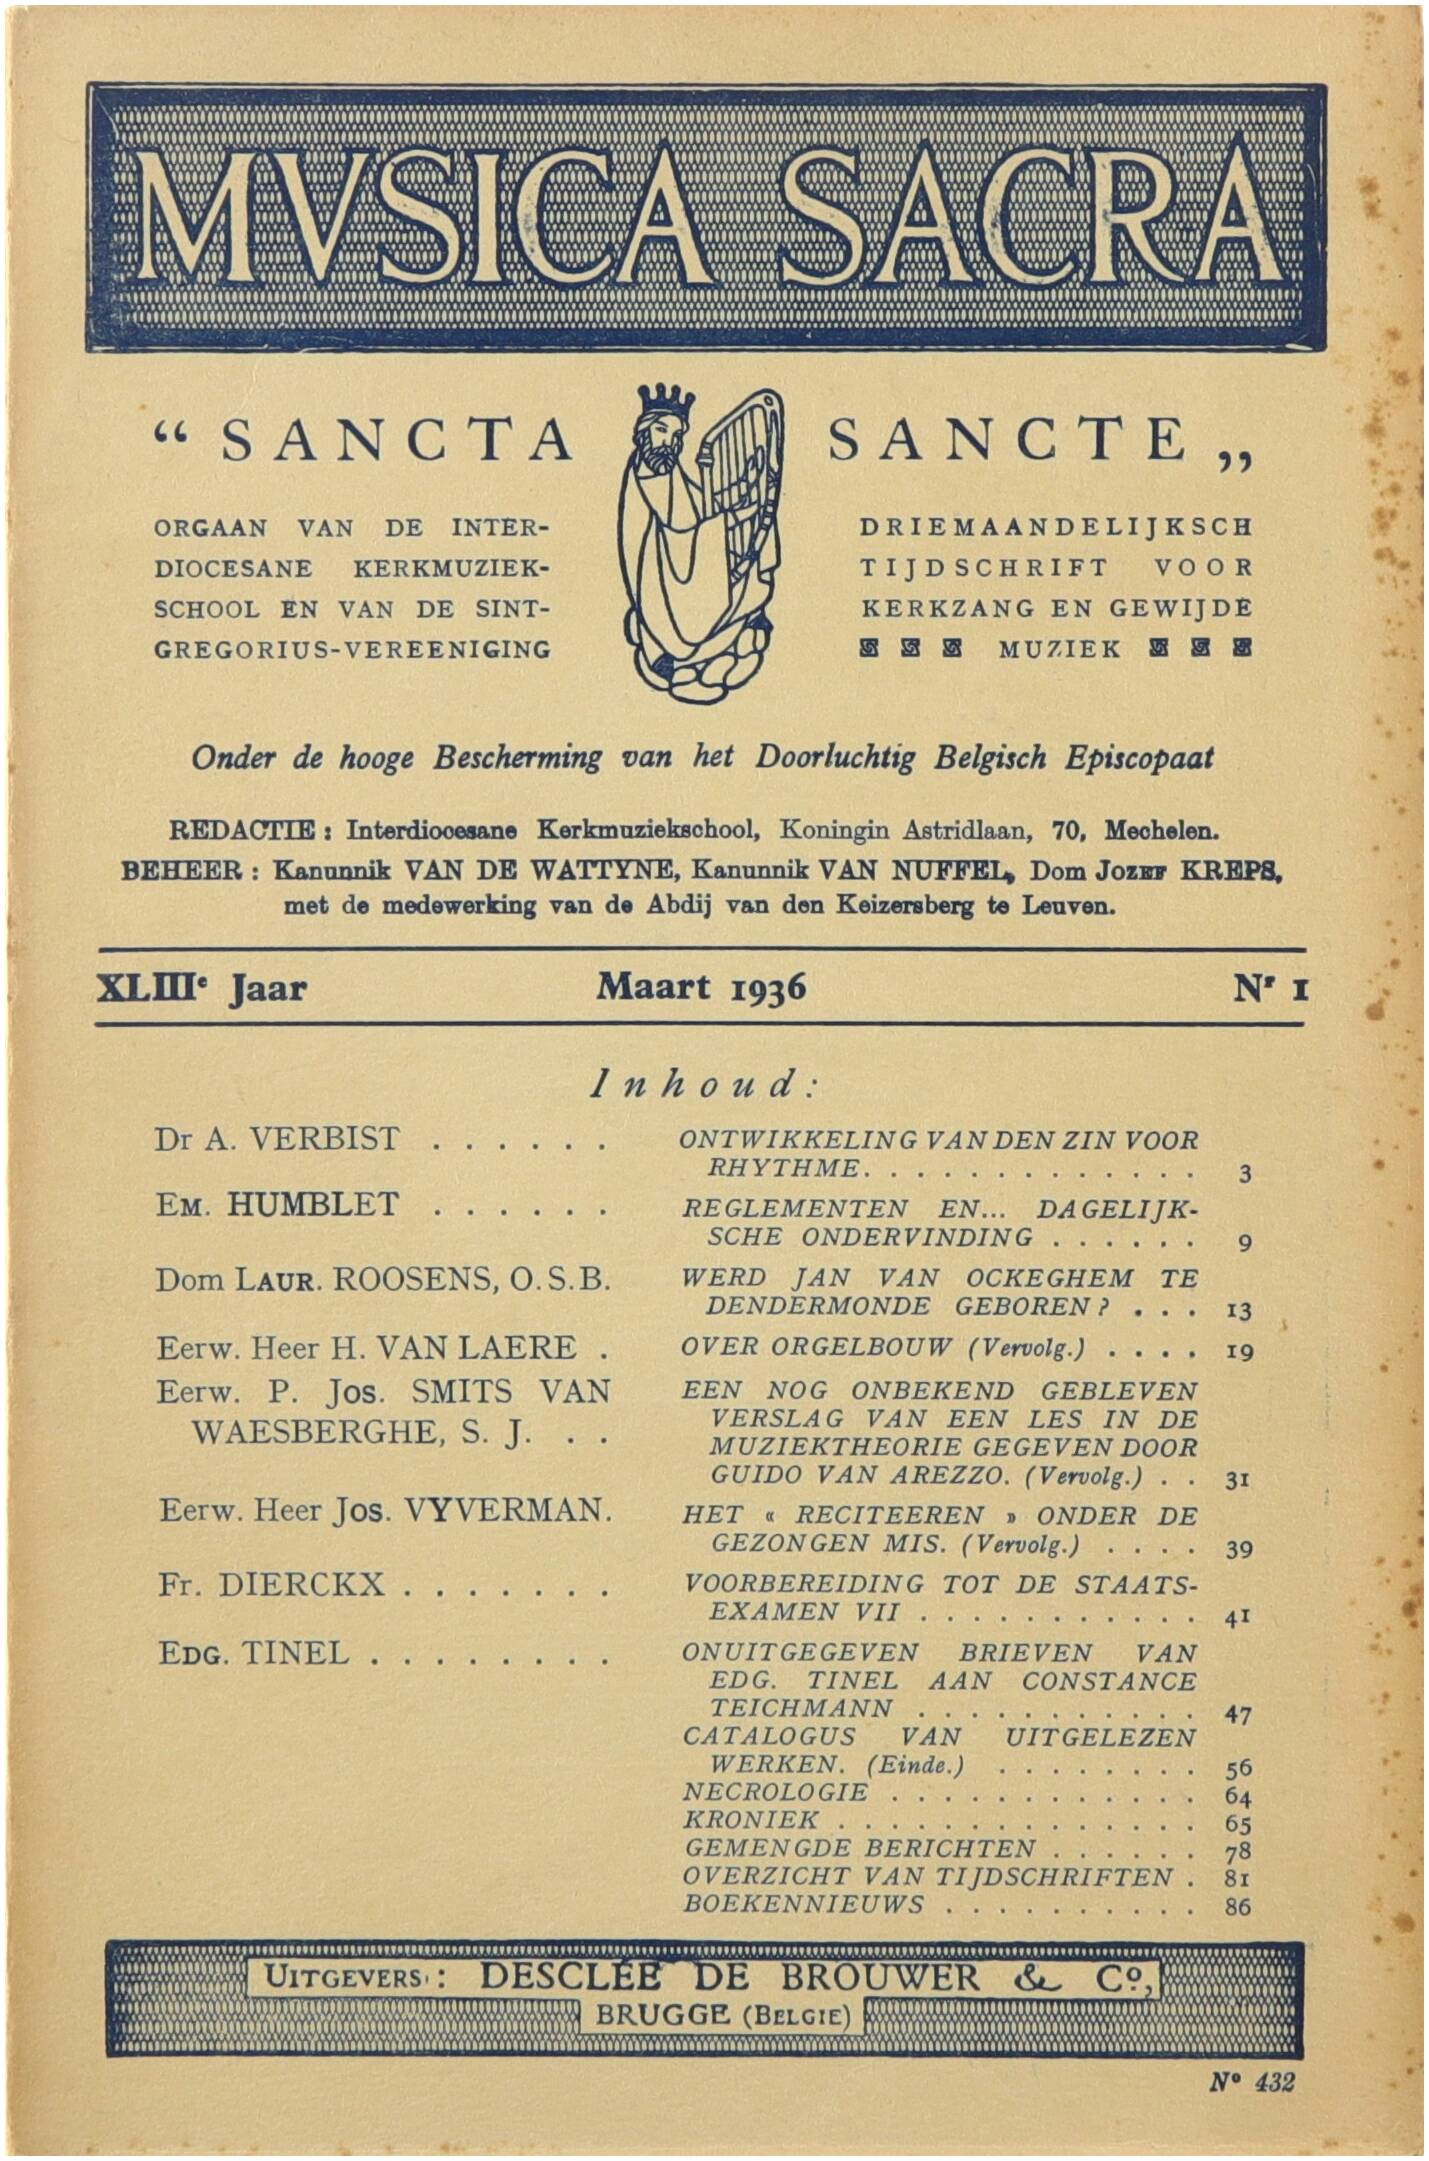 MVSICA SACRA
“ SANCTA SANCTE „
ORGAAN VAN DE INTER-
DIOCESANE KERKMUZIEK-
SCHOOL EN VAN DE SINT-
GREGORIUS-VEREENIGING
DRIEMAANDELIJKSCH
TIJDSCHRIFT VOOR
KERKZANG EN GEWIJDE
MUZIEK
Onder de hooge Bescherming van het Doorluchtig Belgisch Episcopaat
REDACTIE : Interdiocesane Kerkmuziekschool, Koningin Astridlaan, 70, Mechelen.
BEHEER : Kanunnik VAN DE WATTYNE, Kanunnik VAN NUFFEL, Dom JOZEF KREPS,
met de medewerking van de Abdij van den Keizersberg te Leuven.
XLIIIe Jaar Maart 1936 Nr 1
Inhoud:
Dr A. VERBIST . . . . . . ONTWIKKELING VAN DEN ZIN VOOR
RHYTHME. . . . . . . . . . . . . 3
EM. HUMBLET . . . . . . REGLEMENTEN EN... DAGELIJK-
SCHE ONDERVINDING . . . . . . 9
Dom LAUR. ROOSENS, O.S.B. WERD JAN VAN OCKEGHEM TE
DENDERMONDE GEBOREN ? . . . 13
Eerw. Heer H. VAN LAERE . OVER ORGELBOUW (Vervolg.) . . . . 19
Eerw. P. Jos. SMITS VAN EEN NOG ONBEKEND GEBLEVEN
WAESBERGHE, S. J. . . VERSLAG VAN EEN LES IN DE
MUZIEKTHEORIE GEGEVEN DOOR
GUIDO VAN AREZZO. (Vervolg.) . . 31
Eerw. Heer Jos. VYVERMAN. HET « RECITEEREN » ONDER DE
GEZONGEN MIS. (Vervolg.) . . . . 39
Fr. DIERCKX . . . . . . . VOORBEREIDING TOT DE STAATS-
EXAMEN VII . . . . . . . . . . . 41
EDG. TINEL . . . . . . . . ONUITGEGEVEN BRIEVEN VAN
EDG. TINEL AAN CONSTANCE
TEICHMANN . . . . . . . . . . . 47
CATALOGUS VAN UITGELEZEN
WERKEN. (Einde.) . . . . . . . . 56
NECROLOGIE . . . . . . . . . . . . 64
KRONIEK . . . . . . . . . . . . . . 65
GEMENGDE BERICHTEN . . . . . . 78
OVERZICHT VAN TIJDSCHRIFTEN . 81
BOEKENNIEUWS . . . . . . . . . . 86
UITGEVERS : DESCLÉE DE BROUWER & Co,
BRUGGE (BELGIE)
No 432